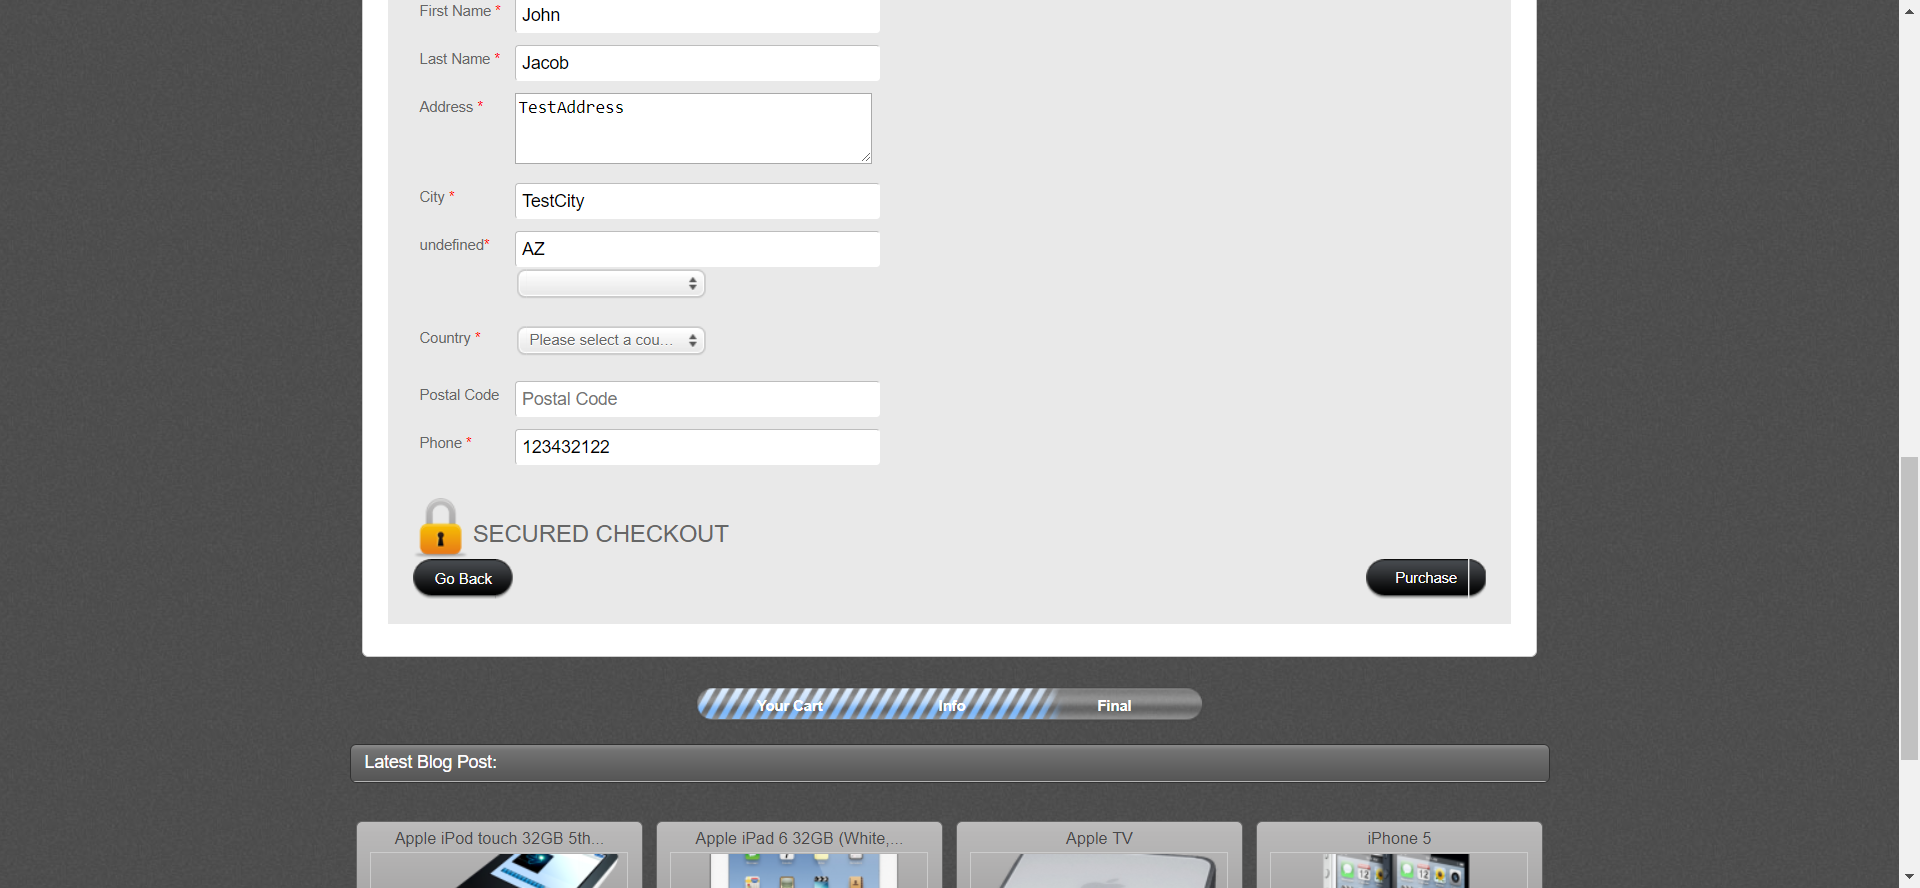 First Name *
John
Last Name *
Jacob
Address *
TestAddress
City *
TestCity
undefined*
AZ
Country *
Please select a cou...
Postal Code
Postal Code
Phone *
123432122
SECURED CHECKOUT
Go Back
Purchase
Your Cart
Info
Final
Latest Blog Post:
Apple iPod touch 32GB 5th...
Apple iPad 6 32GB (White,...
Apple TV
iPhone 5
12
12